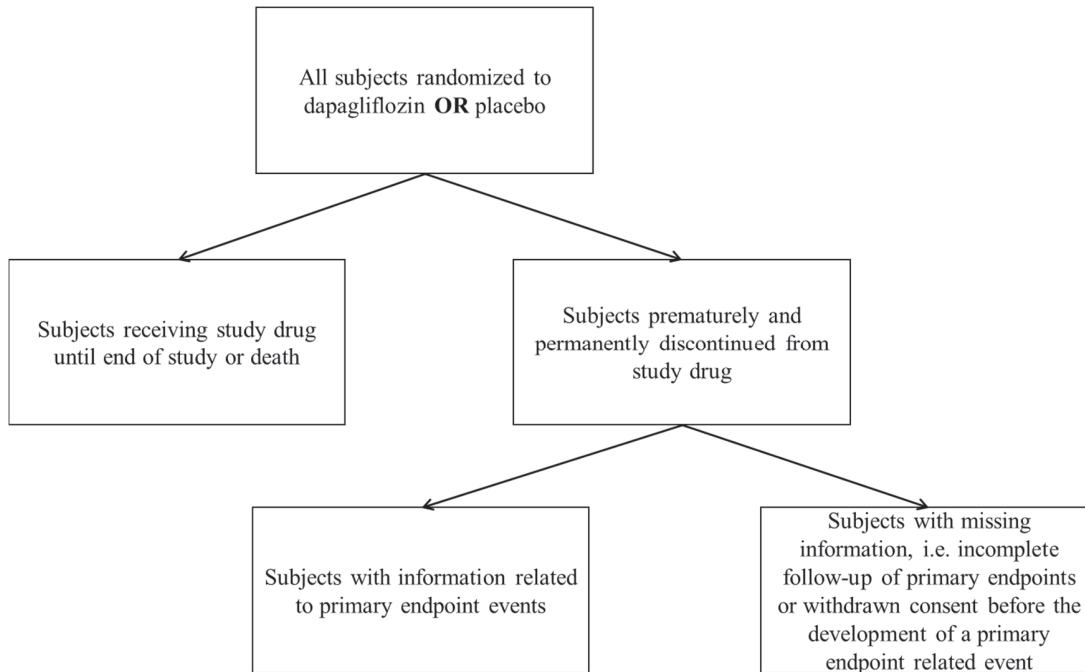 All subjects randomized to
dapagliflozin OR placebo
Subjects receiving study drug
until end of study or death
Subjects prematurely and
permanently discontinued from
study drug
Subjects with information related
to primary endpoint events
Subjects with missing
information, i.e. incomplete
follow-up of primary endpoints
or withdrawn consent before the
development of a primary
endpoint related event